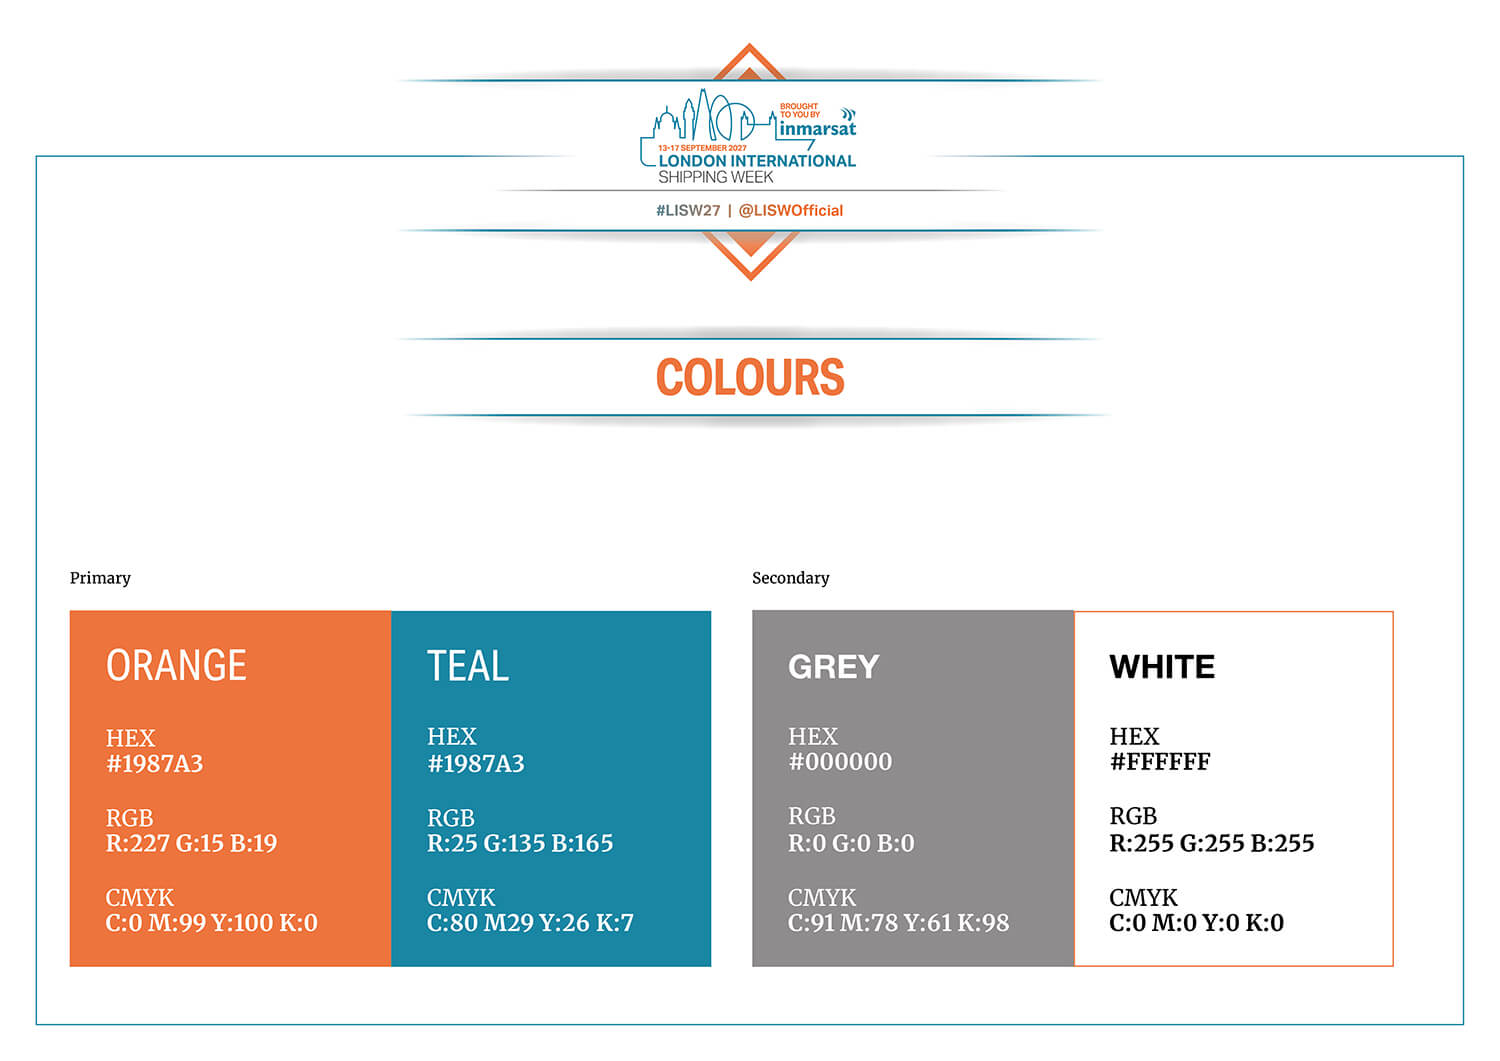 BROUGHT
TO YOU BY
inmarsat
13-17 SEPTEMBER 2027
LONDON INTERNATIONAL
SHIPPING WEEK
#LISW27 | @LISWOfficial
COLOURS
Primary
ORANGE
HEX
#1987A3
RGB
R:227 G:15 B:19
CMYK
C:0 M:99 Y:100 K:0
TEAL
HEX
#1987A3
RGB
R:25 G:135 B:165
CMYK
C:80 M29 Y:26 K:7
Secondary
GREY
HEX
#000000
RGB
R:0 G:0 B:0
CMYK
C:91 M:78 Y:61 K:98
WHITE
HEX
#FFFFFF
RGB
R:255 G:255 B:255
CMYK
C:0 M:0 Y:0 K:0